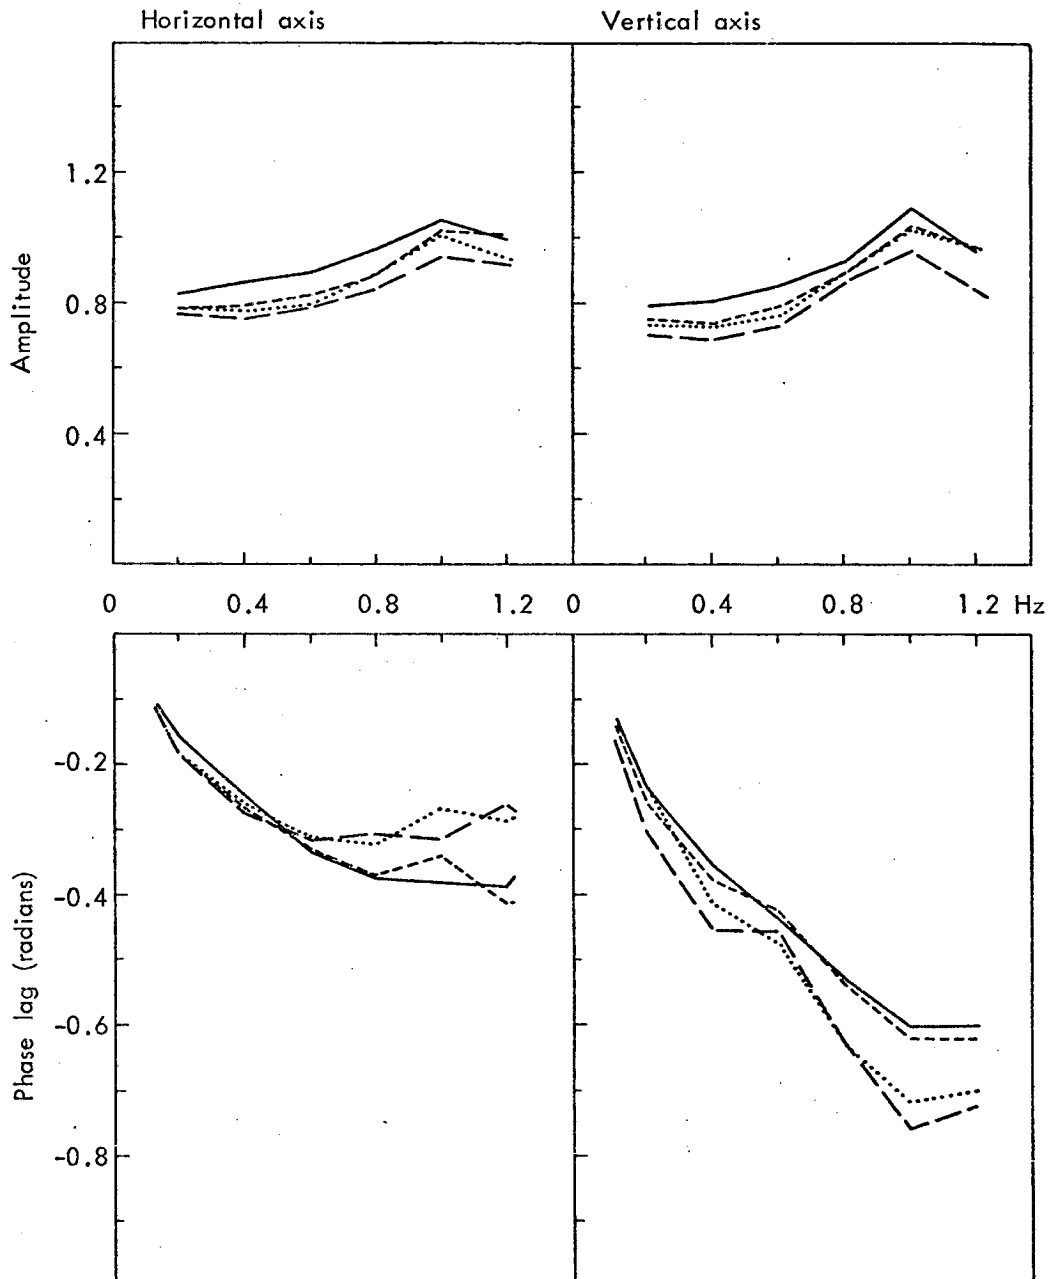 Horizontal axis
Vertical axis
Amplitude
1.2
0.8
0.4
0 0.4 0.8 1.2 0 0.4 0.8 1.2 Hz
Phase lag (radians)
-0.2
-0.4
-0.6
-0.8